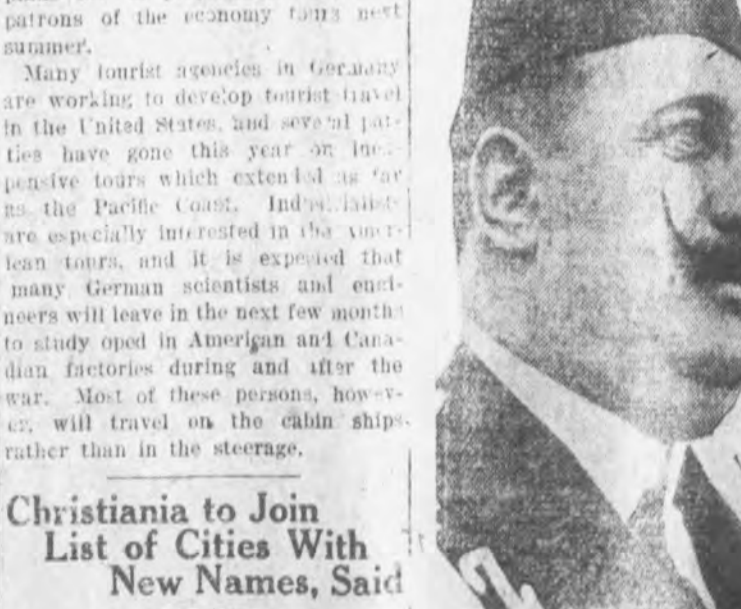 patrons of the economy tours next
summer.
Many tourist agencies in Germany
are working to develop tourist travel
in the United States, and several par-
ties have gone this year on inex-
pensive tours which extended as far
as the Pacific Coast. Industrialists
are especially interested in the Amer-
ican tours, and it is expected that
many German scientists and engi-
neers will leave in the next few months
to study oped in American and Cana-
dian factories during and after the
war. Most of these persons, howev-
er, will travel on the cabin ships
rather than in the steerage.
Christiania to Join
List of Cities With
New Names, Said